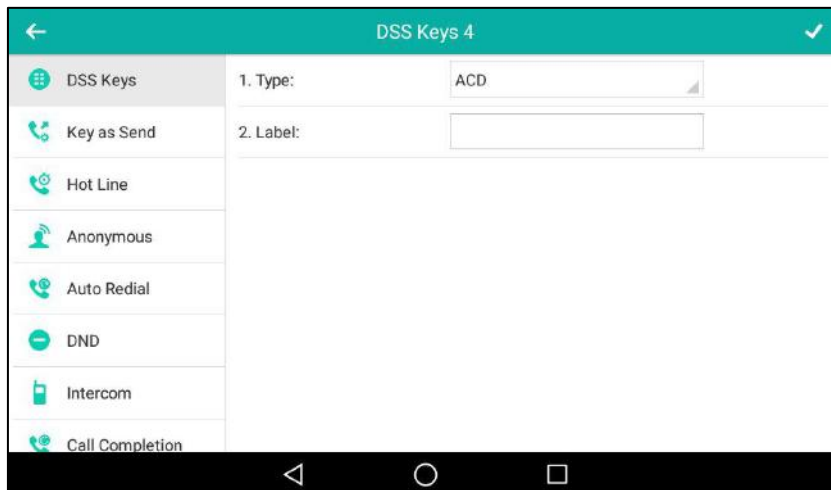 DSS Keys 4
DSS Keys
1. Type: ACD
Key as Send
2. Label:
Hot Line
Anonymous
Auto Redial
DND
Intercom
Call Completion